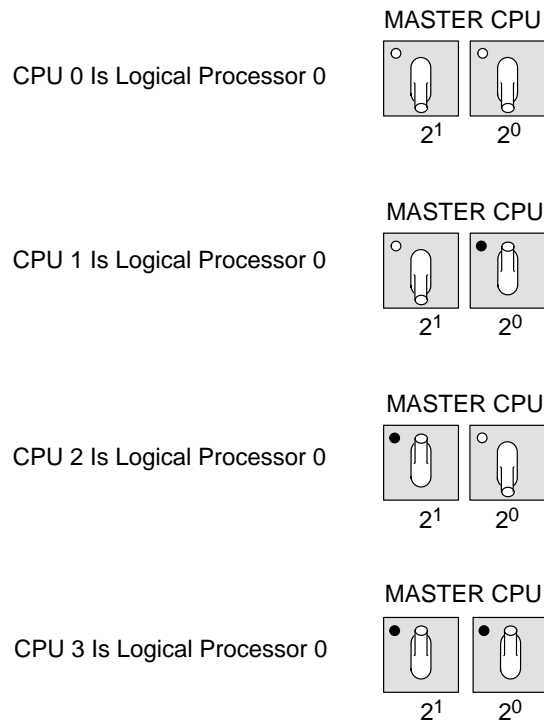 MASTER CPU
CPU 0 Is Logical Processor 0
2¹ 2⁰
MASTER CPU
CPU 1 Is Logical Processor 0
2¹ 2⁰
MASTER CPU
CPU 2 Is Logical Processor 0
2¹ 2⁰
MASTER CPU
CPU 3 Is Logical Processor 0
2¹ 2⁰